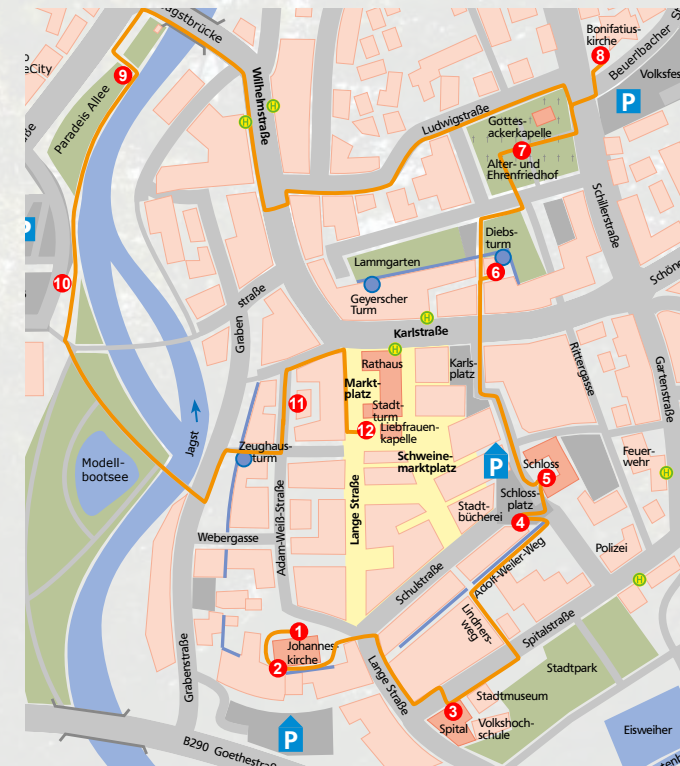 Jagstbrücke
eCity
Paradeis Allee
9
Wilhelmstraße
H
H
Bonifatius-
kirche
8
Beuerlbacher
Volksfes
P
Ludwigstraße
Gottes-
ackerkapelle
7
Alter- und
Ehrenfriedhof
Schillerstraße
Diebs-
turm
6
Lammgarten
Geyerscher
Turm
10
P
Graben
straße
H
Karlstraße
H
Rathaus
Karls-
platz
Markt-
platz
Stadt-
turm
12
Liebfrauen-
kapelle
11
Schweine-
marktplatz
Rittergasse
Gartenstraße
Schöne
Feuer-
wehr
H
P
Schloss
5
Schloss-
platz
4
Stadt-
bücherei
Jagst
Zeughaus-
turm
Modell-
bootsee
Webergasse
Adam-Weiß-Straße
Lange Straße
Schulstraße
Adolf-Weiler-Weg
Polizei
H
Lindners-
weg
Spitalstraße
1
Johannes-
kirche
2
Grabenstraße
Lange Straße
Stadtpark
Stadtmuseum
3
Spital
Volkshoch-
schule
Eisweiher
P
B290 Goethestraß